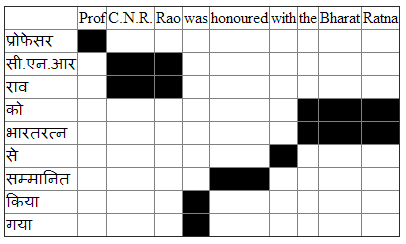 Prof C.N.R. Rao was honoured with the Bharat Ratna
प्रोफेसर
सी.एन.आर
राव
को
भारतरत्न
से
सम्मानित
किया
गया